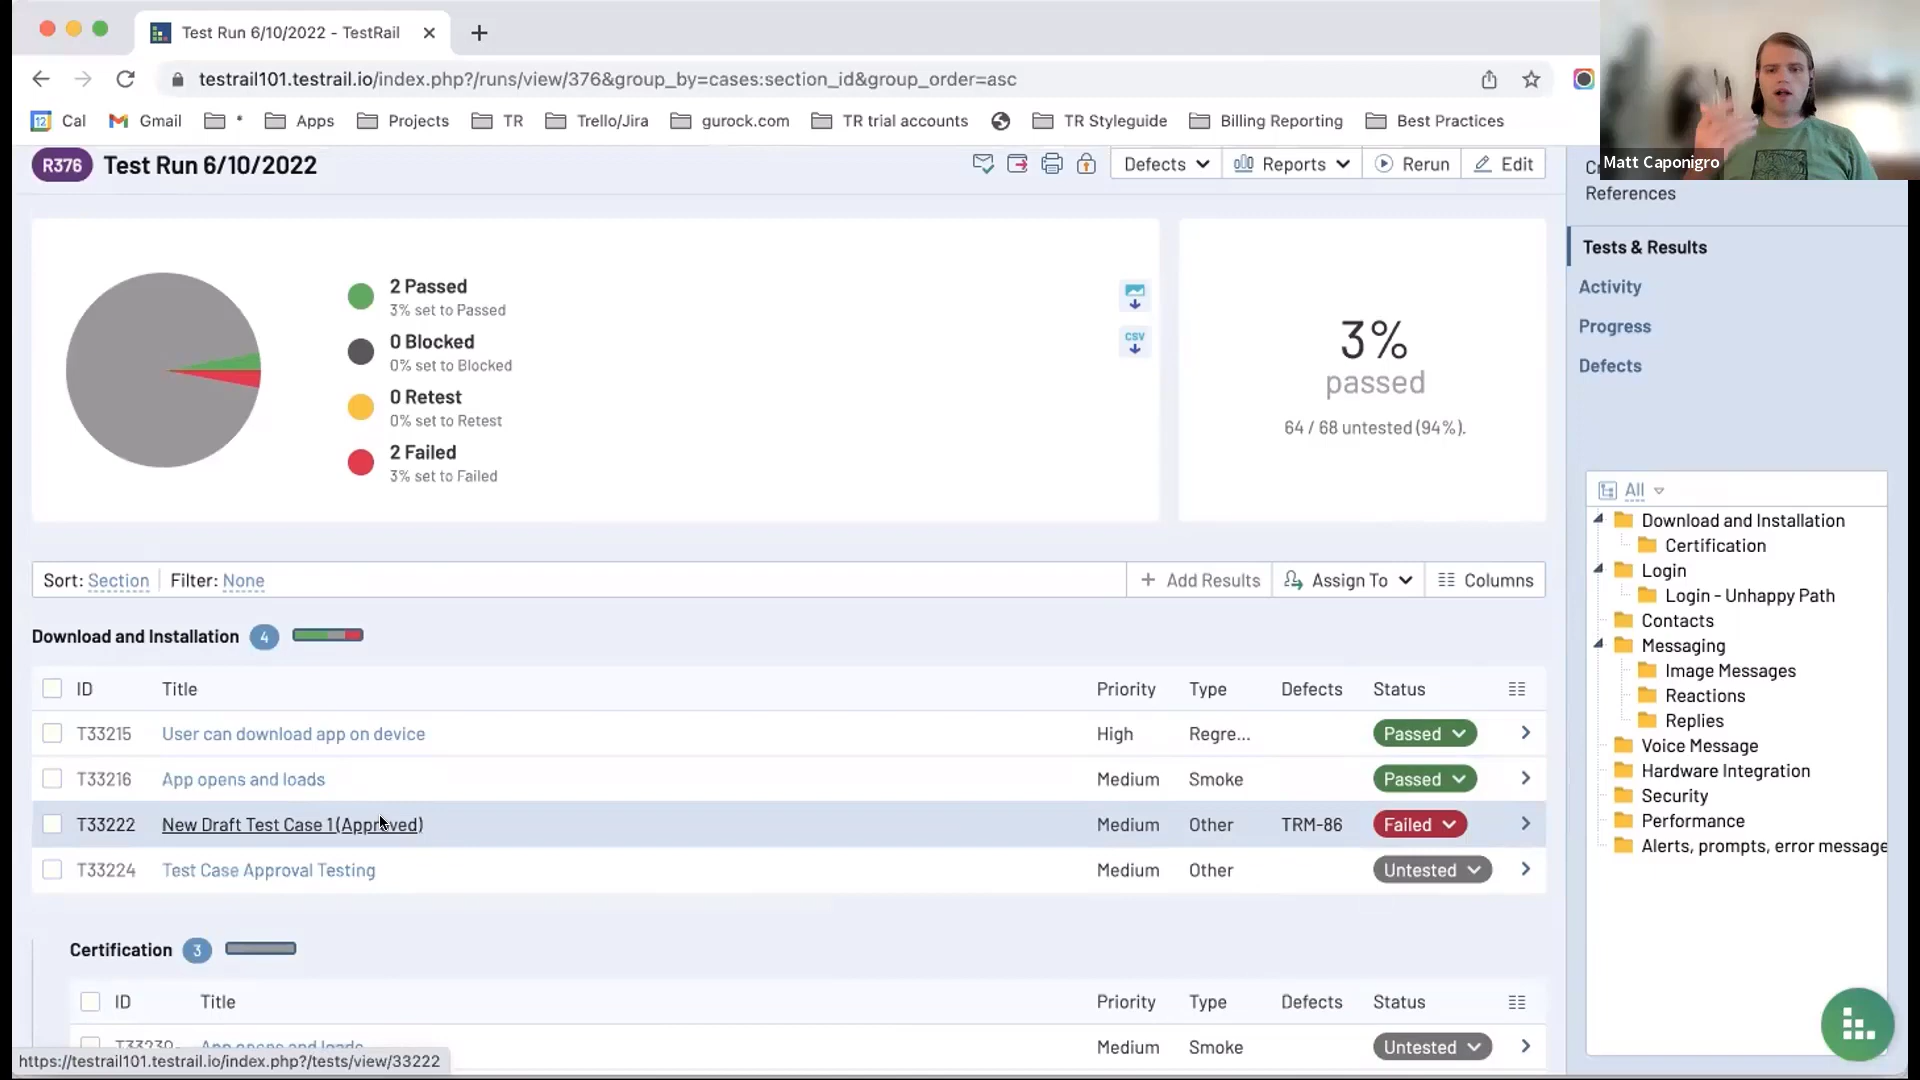 Test Run 6/10/2022 - TestRail
testrail101.testrail.io/index.php?/runs/view/376&group_by=cases:section_id&group_order=asc
12 Cal Gmail * Apps Projects TR Trello/Jira gurock.com TR trial accounts TR Styleguide Billing Reporting Best Practices
Matt Caponigro
R376 Test Run 6/10/2022 Defects Reports Rerun Edit
References
2 Passed
3% set to Passed
0 Blocked
0% set to Blocked
0 Retest
0% set to Retest
2 Failed
3% set to Failed
CSV
3%
passed
64 / 68 untested (94%).
Tests & Results
Activity
Progress
Defects
Sort: Section Filter: None Add Results Assign To Columns
Download and Installation 4
ID Title Priority Type Defects Status
T33215 User can download app on device High Regre... Passed
T33216 App opens and loads Medium Smoke Passed
T33222 New Draft Test Case 1 (Approved) Medium Other TRM-86 Failed
T33224 Test Case Approval Testing Medium Other Untested
Certification 3
ID Title Priority Type Defects Status
T33239 App opens and loads Medium Smoke Untested
https://testrail101.testrail.io/index.php?/tests/view/33222
All
Download and Installation
Certification
Login
Login - Unhappy Path
Contacts
Messaging
Image Messages
Reactions
Replies
Voice Message
Hardware Integration
Security
Performance
Alerts, prompts, error message